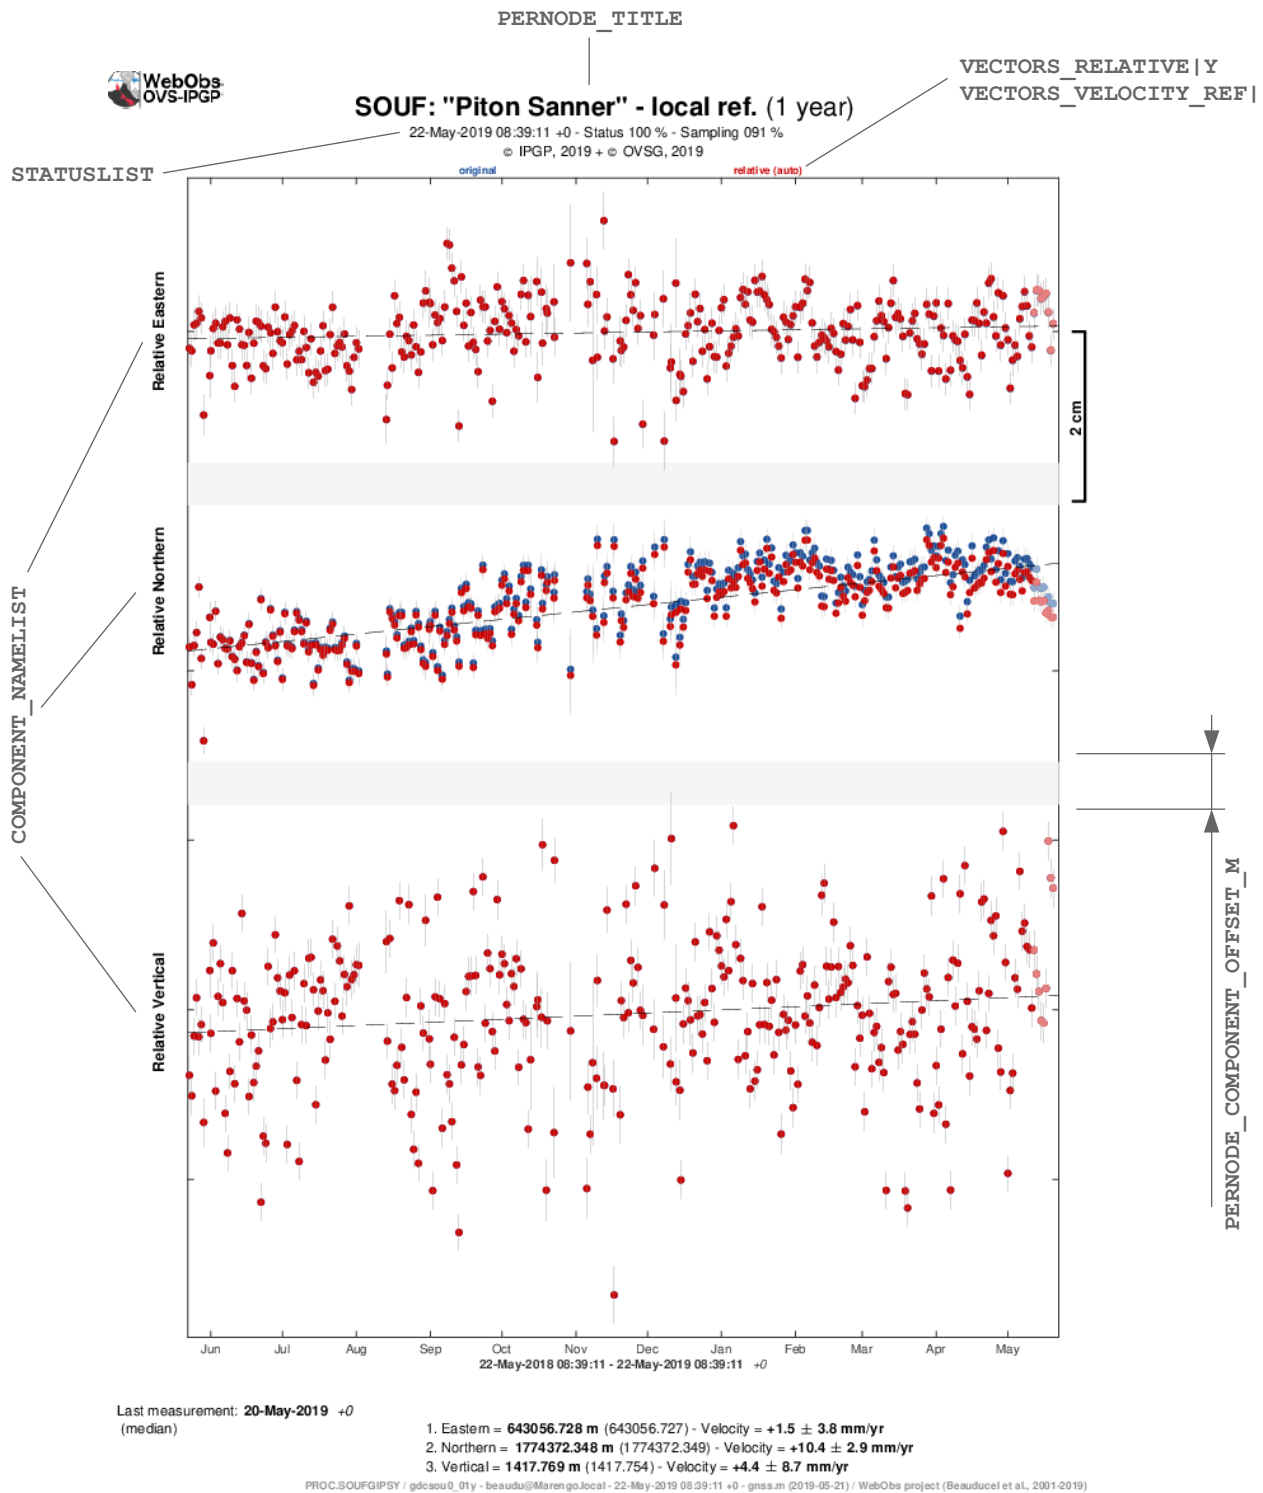 PERNODE_TITLE
VECTORS_RELATIVE|Y
VECTORS_VELOCITY_REF|
WebObs
OVS-IPGP
SOUF: "Piton Sanner" - local ref. (1 year)
22-May-2019 08:39:11 +0 - Status 100 % - Sampling 091 %
© IPGP, 2019 + © OVSG, 2019
STATUSLIST
original
relative (auto)
Relative Eastern
2 cm
Relative Northern
COMPONENT_NAMELIST
Relative Vertical
PERNODE_COMPONENT_OFFSET_M
Jun Jul Aug Sep Oct Nov Dec Jan Feb Mar Apr May
22-May-2018 08:39:11 - 22-May-2019 08:39:11 +0
Last measurement: 20-May-2019 +0
(median)
1. Eastern = 643056.728 m (643056.727) - Velocity = +1.5 ± 3.8 mm/yr
2. Northern = 1774372.348 m (1774372.349) - Velocity = +10.4 ± 2.9 mm/yr
3. Vertical = 1417.769 m (1417.754) - Velocity = +4.4 ± 8.7 mm/yr
PROC.SOUFGIPSY / gdcsou0_01y - beaudu@Marengo.local - 22-May-2019 08:39:11 +0 - gnss.m (2019-05-21) / WebObs project (Beauducel et al., 2001-2019)